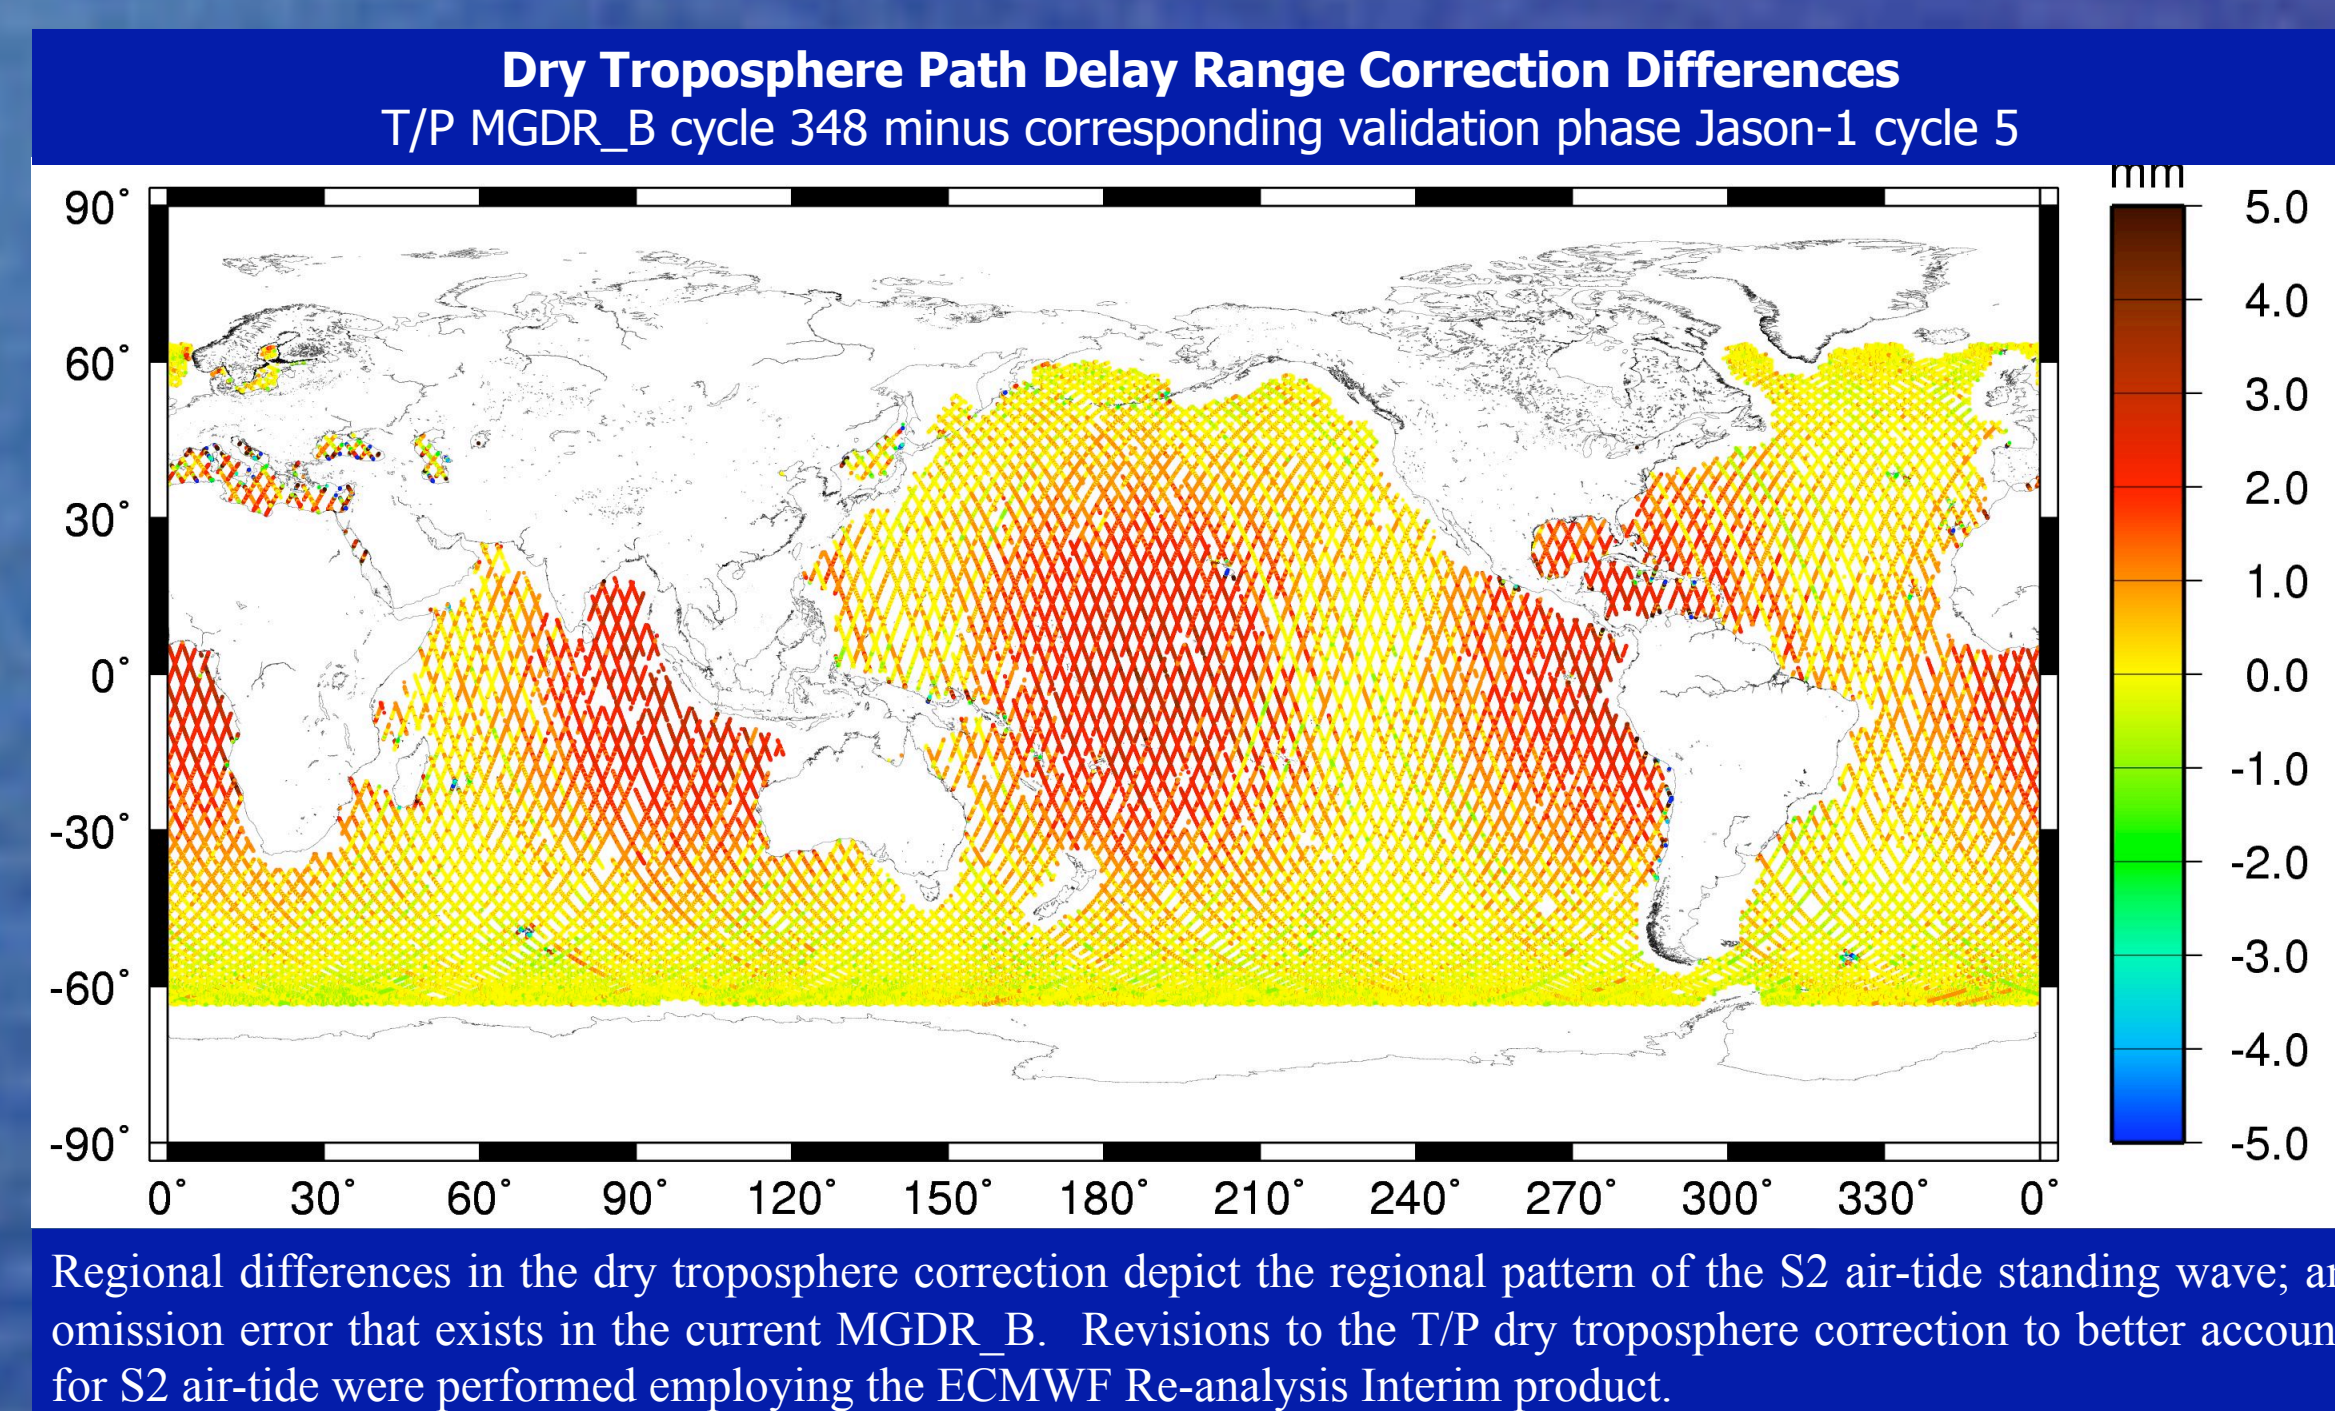 Dry Troposphere Path Delay Range Correction Differences
T/P MGDR_B cycle 348 minus corresponding validation phase Jason-1 cycle 5
mm
90°
60°
30°
0°
-30°
-60°
-90°
0° 30° 60° 90° 120° 150° 180° 210° 240° 270° 300° 330° 0°
5.0
4.0
3.0
2.0
1.0
0.0
-1.0
-2.0
-3.0
-4.0
-5.0
Regional differences in the dry troposphere correction depict the regional pattern of the S2 air-tide standing wave;
omission error that exists in the current MGDR_B. Revisions to the T/P dry troposphere correction to better accoun
for S2 air-tide were performed employing the ECMWF Re-analysis Interim product.